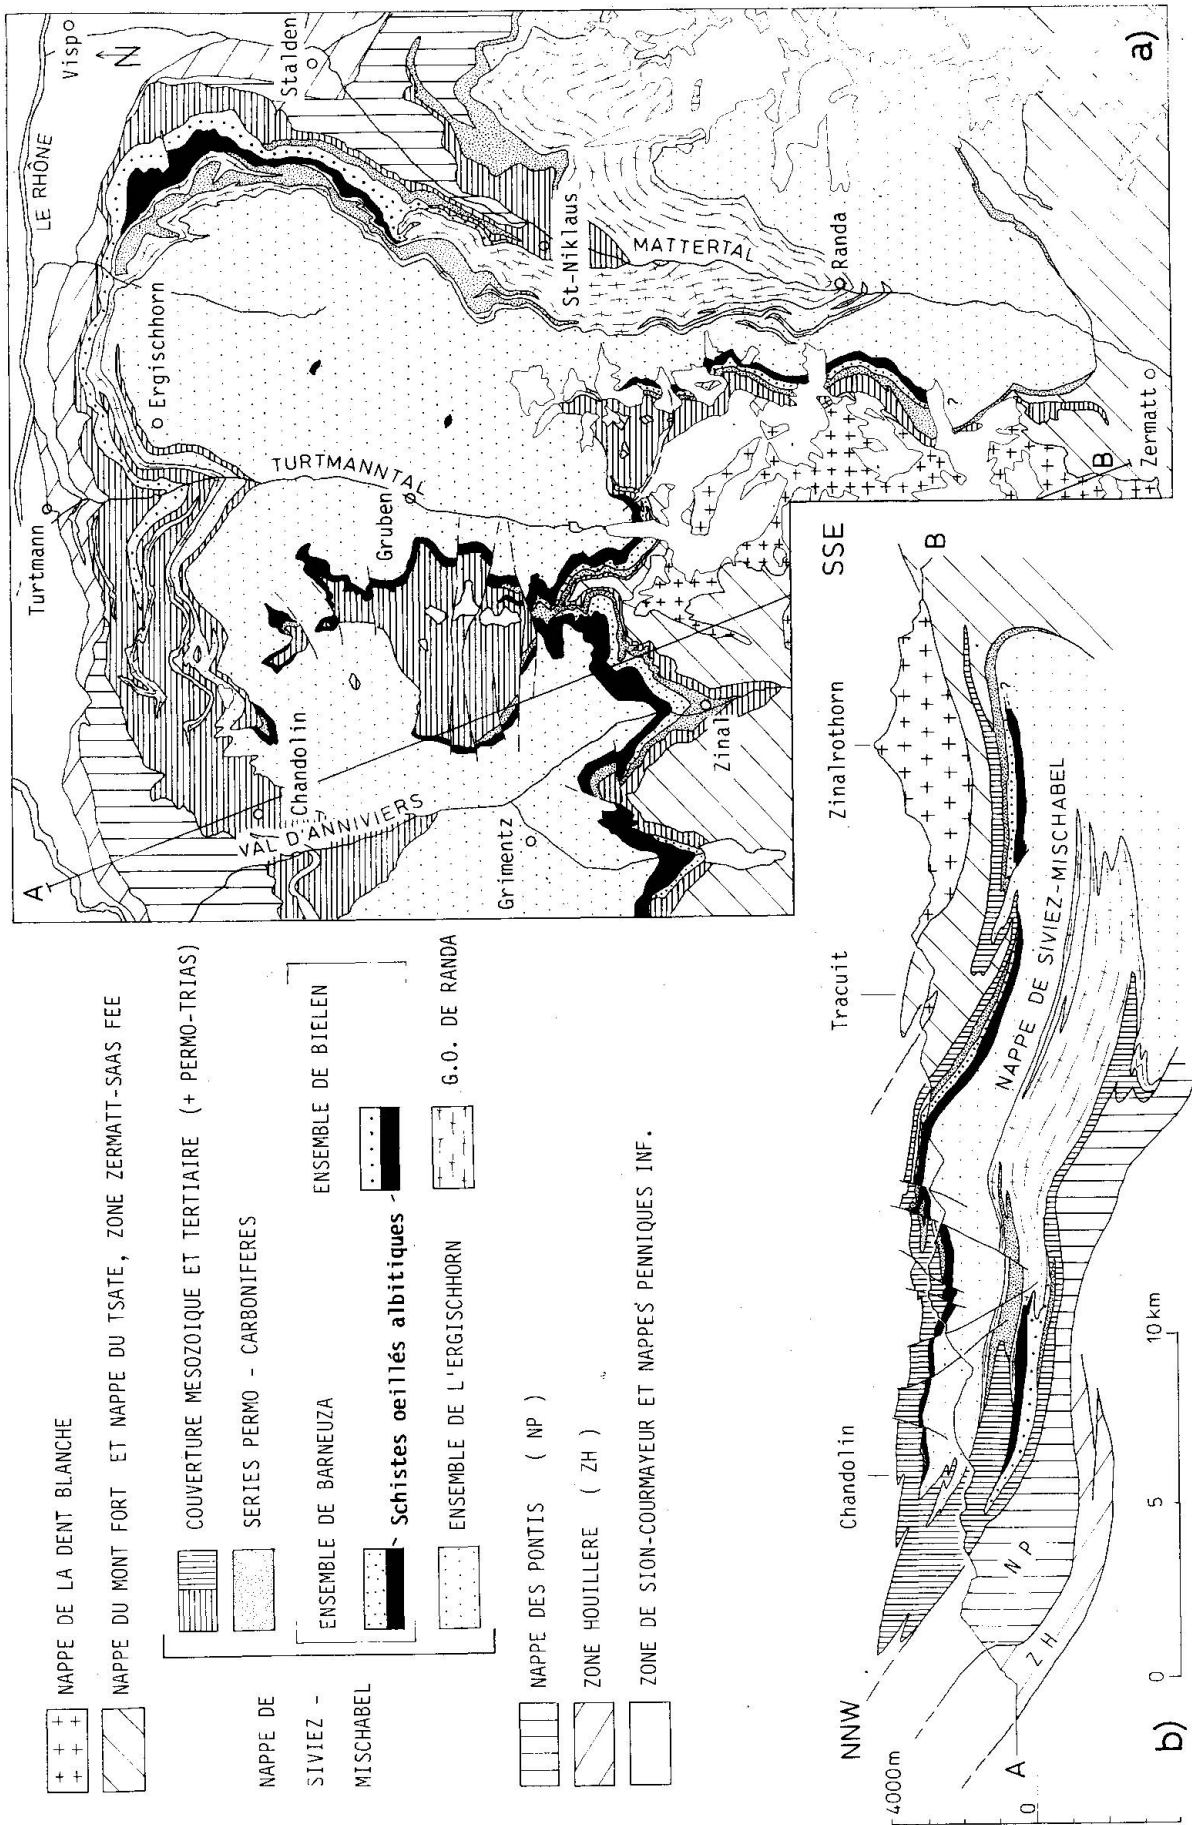 NAPPE DE LA DENT BLANCHE
NAPPE DU MONT FORT ET NAPPE DU TSATE, ZONE ZERMATT-SAAS FEE
NAPPE DE
SIVIEZ -
MISCHABEL
COUVERTURE MESOZOIQUE ET TERTIAIRE (+ PERMO-TRIAS)
SERIES PERMO - CARBONIFERES
ENSEMBLE DE BARNEUZA
ENSEMBLE DE BIELEN
~ Schistes oeillés albitiques -
ENSEMBLE DE L'ERGISCHHORN
G.O. DE RANDA
NAPPE DES PONTIS ( NP )
ZONE HOUILLERE ( ZH )
ZONE DE SION-COURMAYEUR ET NAPPES PENNIQUES INF.
a)
A
LE RHÔNE
Visp
N
Turtmann
Stalden
Ergischhorn
TURTMANNTAL
Gruben
St-Niklaus
MATTERTAL
Randa
Chandolin
VAL D'ANNIVIERS
Grimentz
Zinal
?
B
Zermatt
b)
NNW
SSE
Chandolin
Tracuit
Zinalrothorn
4000m
0
A
B
Z H
N P
NAPPE DE SIVIEZ-MISCHABEL
?
0
5
10 km